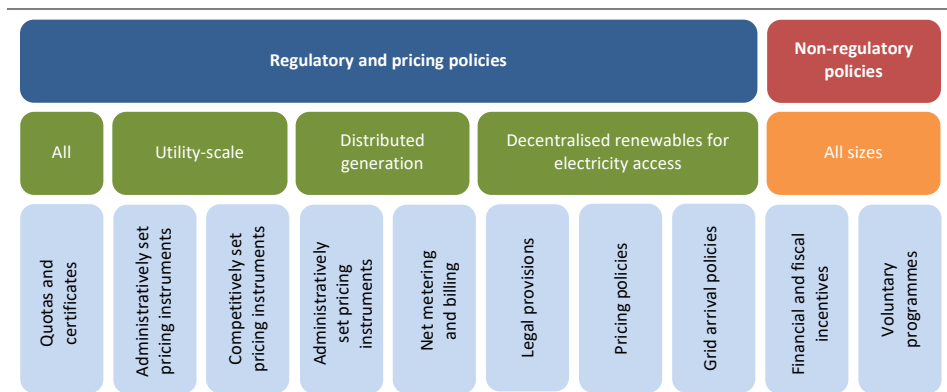 Regulatory and pricing policies
Non-regulatory
policies
All
Utility-scale
Distributed
generation
Decentralised renewables for
electricity access
All sizes
Quotas and
certificates
Administratively set
pricing instruments
Competitively set
pricing instruments
Administratively
set pricing
instruments
Net metering
and billing
Legal provisions
Pricing policies
Grid arrival policies
Financial and fiscal
incentives
Voluntary
programmes